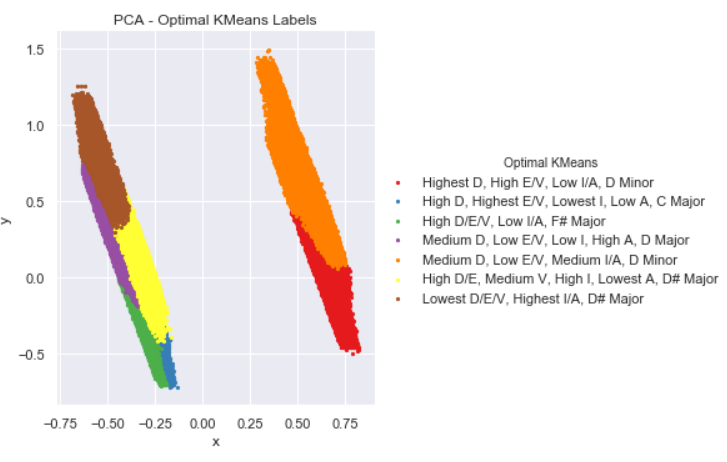 PCA - Optimal KMeans Labels
1.5
1.0
0.5
0.0
−0.5
y
−0.75 −0.50 −0.25 0.00 0.25 0.50 0.75
x
Optimal KMeans
Highest D, High E/V, Low I/A, D Minor
High D, Highest E/V, Lowest I, Low A, C Major
High D/E/V, Low I/A, F# Major
Medium D, Low E/V, Low I, High A, D Major
Medium D, Low E/V, Medium I/A, D Minor
High D/E, Medium V, High I, Lowest A, D# Major
Lowest D/E/V, Highest I/A, D# Major